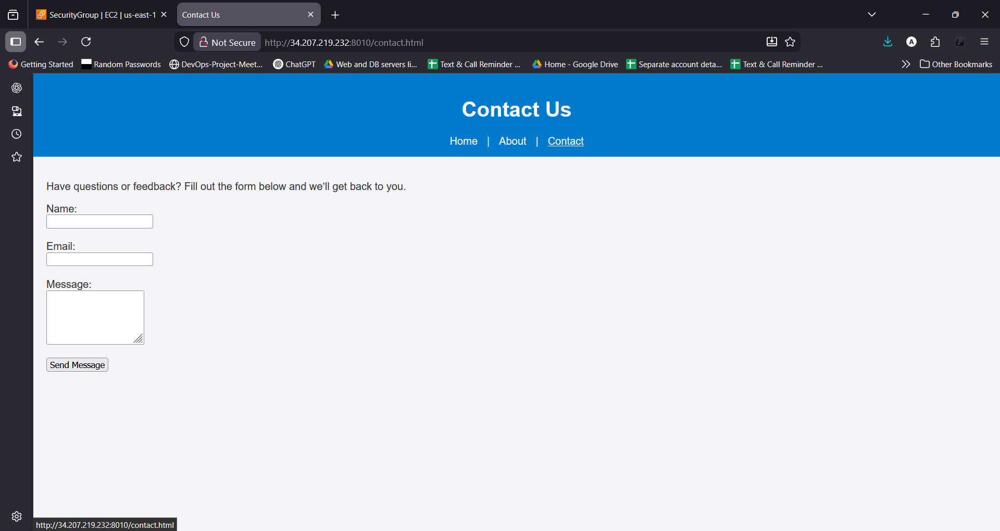 SecurityGroup | EC2 | us-east-1
Contact Us
Not Secure
http://34.207.219.232:8010/contact.html
A
Getting Started
Random Passwords
DevOps-Project-Meet...
ChatGPT
Web and DB servers li...
Text & Call Reminder ...
Home - Google Drive
Separate account deta...
Text & Call Reminder ...
Other Bookmarks
Contact Us
Home | About | Contact
Have questions or feedback? Fill out the form below and we’ll get back to you.
Name:
Email:
Message:
Send Message
http://34.207.219.232:8010/contact.html